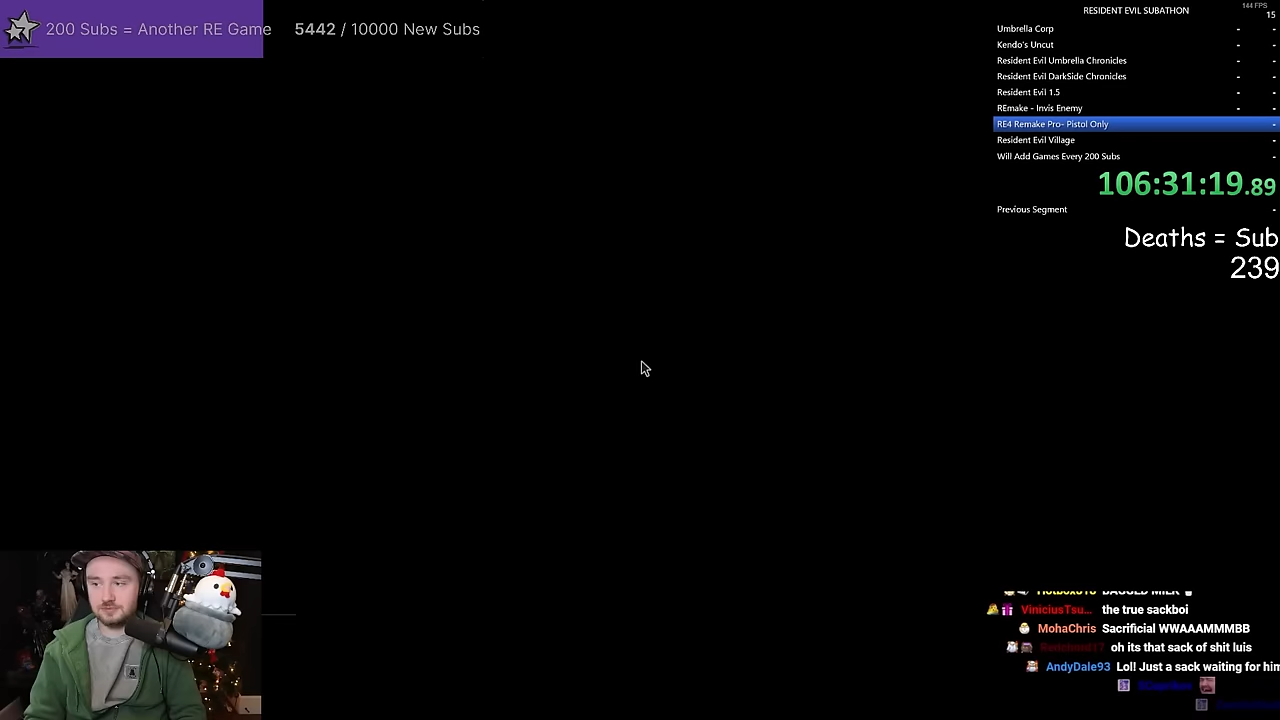 200 Subs = Another RE Game 5442 / 10000 New Subs
144 FPS
RESIDENT EVIL SUBATHON
15
Umbrella Corp - -
Kendo's Uncut - -
Resident Evil Umbrella Chronicles - -
Resident Evil DarkSide Chronicles - -
Resident Evil 1.5 - -
REmake - Invis Enemy - -
RE4 Remake Pro- Pistol Only -
Resident Evil Village -
Will Add Games Every 200 Subs -
106:31:19.89
Previous Segment -
Deaths = Sub
239
BAGGED MILK
ViniciusTsu... the true sackboi
MohaChris Sacrificial WWAAAMMMBB
oh its that sack of shit luis
AndyDale93 Lol! Just a sack waiting for him